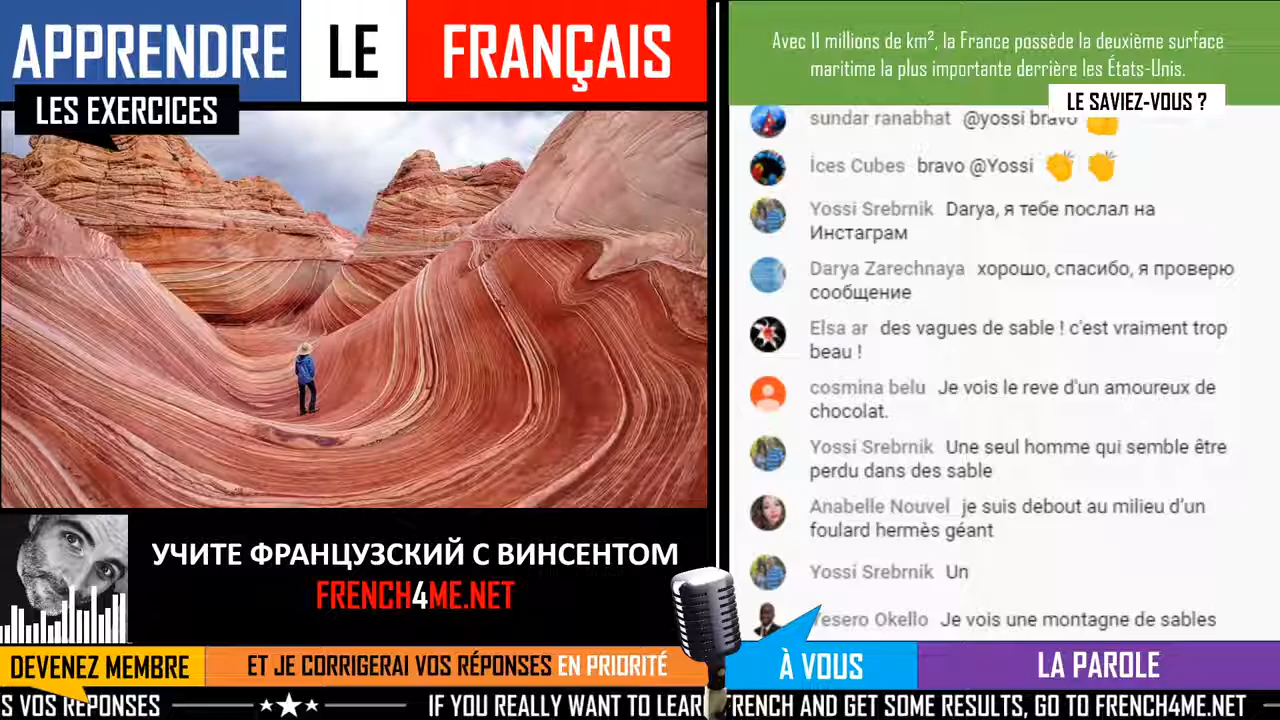 APPRENDRE LE FRANÇAIS
LES EXERCICES
Avec 11 millions de km², la France possède la deuxième surface
maritime la plus importante derrière les États-Unis.
LE SAVIEZ-VOUS ?
sundar ranabhat @yossi bravo
İces Cubes bravo @Yossi
Yossi Srebrnik Darya, я тебе послал на
Инстаграм
Darya Zarechnaya хорошо, спасибо, я проверю
сообщение
Elsa ar des vagues de sable ! c'est vraiment trop
beau !
cosmina belu Je vois le reve d'un amoureux de
chocolat.
Yossi Srebrnik Une seul homme qui semble être
perdu dans des sable
Anabelle Nouvel je suis debout au milieu d'un
foulard hermès géant
Yossi Srebrnik Un
Okello Je vois une montagne de sables
УЧИТЕ ФРАНЦУЗСКИЙ С ВИНСЕНТОМ
FRENCH4ME.NET
DEVENEZ MEMBRE
ET JE CORRIGERAI VOS RÉPONSES EN PRIORITÉ
À VOUS
LA PAROLE
S VOS RÉPONSES
IF YOU REALLY WANT TO LEARN FRENCH AND GET SOME RESULTS, GO TO FRENCH4ME.NET